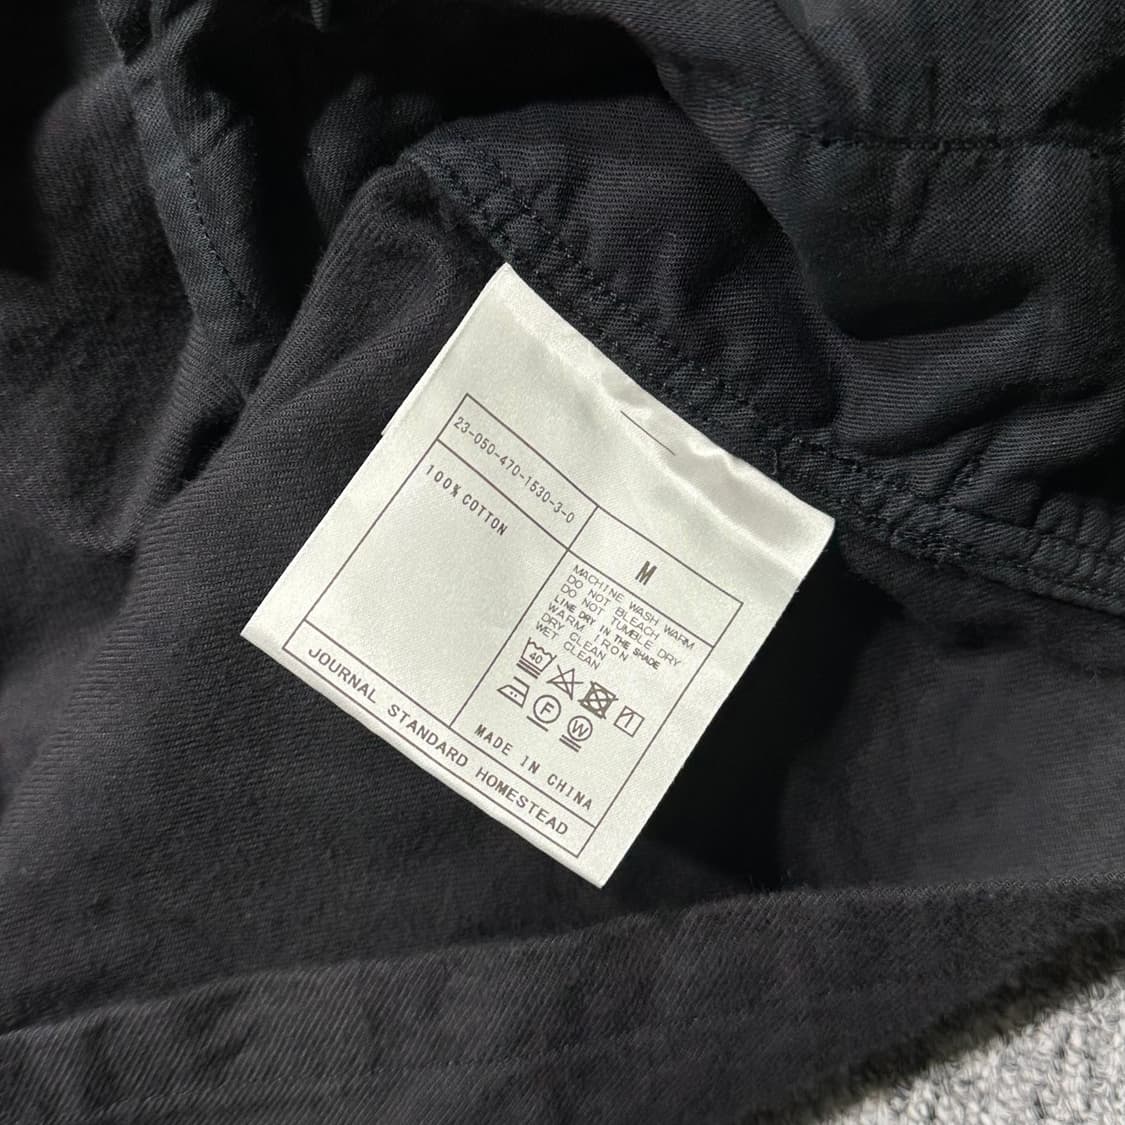 23-050-470-1530-3-0
M
100% COTTON
MACHINE WASH WARM
DO NOT BLEACH
DO NOT TUMBLE DRY
LINE DRY IN THE SHADE
WARM IRON
DRY CLEAN
WET CLEAN
40
F
W
MADE IN CHINA
JOURNAL STANDARD HOMESTEAD